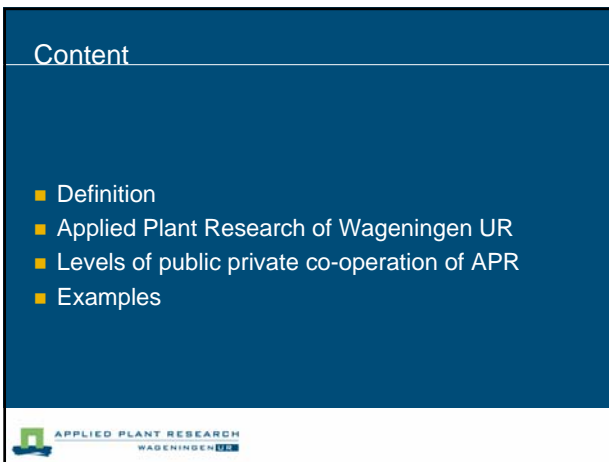 Content
Definition
Applied Plant Research of Wageningen UR
Levels of public private co-operation of APR
Examples
APPLIED PLANT RESEARCH
WAGENINGEN UR